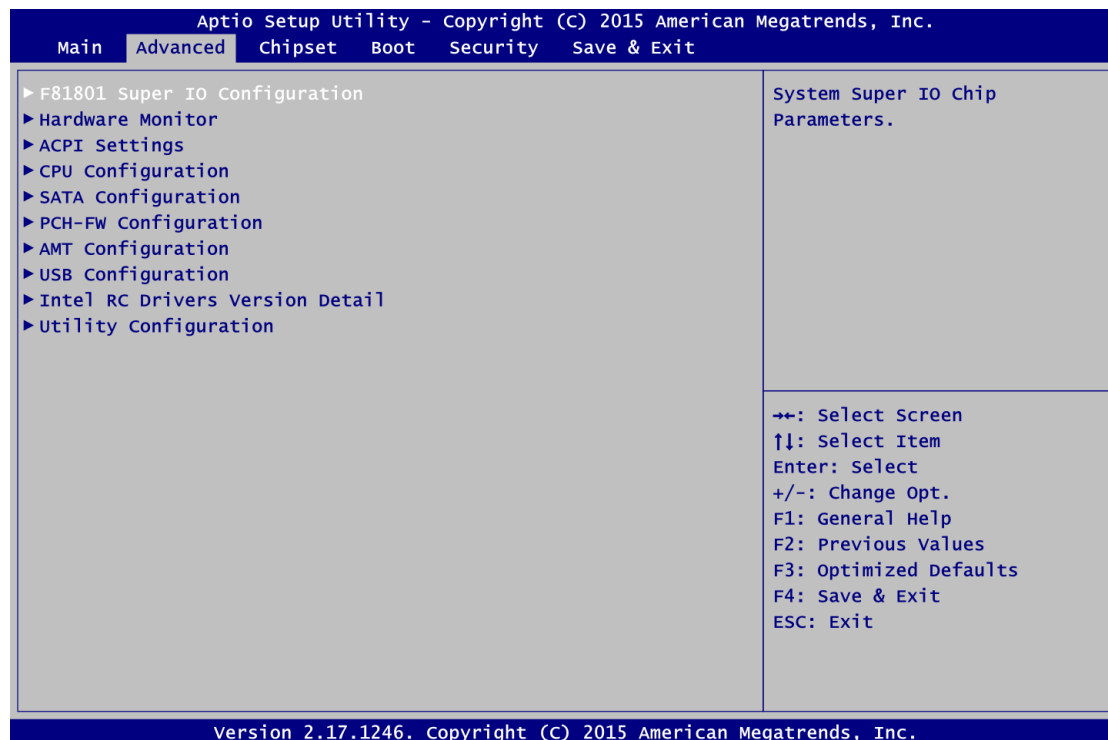 Aptio Setup Utility - Copyright (C) 2015 American Megatrends, Inc.
Main Advanced Chipset Boot Security Save & Exit
▶ F81801 Super IO Configuration
▶ Hardware Monitor
▶ ACPI Settings
▶ CPU Configuration
▶ SATA Configuration
▶ PCH-FW Configuration
▶ AMT Configuration
▶ USB Configuration
▶ Intel RC Drivers Version Detail
▶ Utility Configuration
System Super IO Chip
Parameters.
→←: Select Screen
↑↓: Select Item
Enter: Select
+/-: Change Opt.
F1: General Help
F2: Previous Values
F3: Optimized Defaults
F4: Save & Exit
ESC: Exit
Version 2.17.1246. Copyright (C) 2015 American Megatrends, Inc.